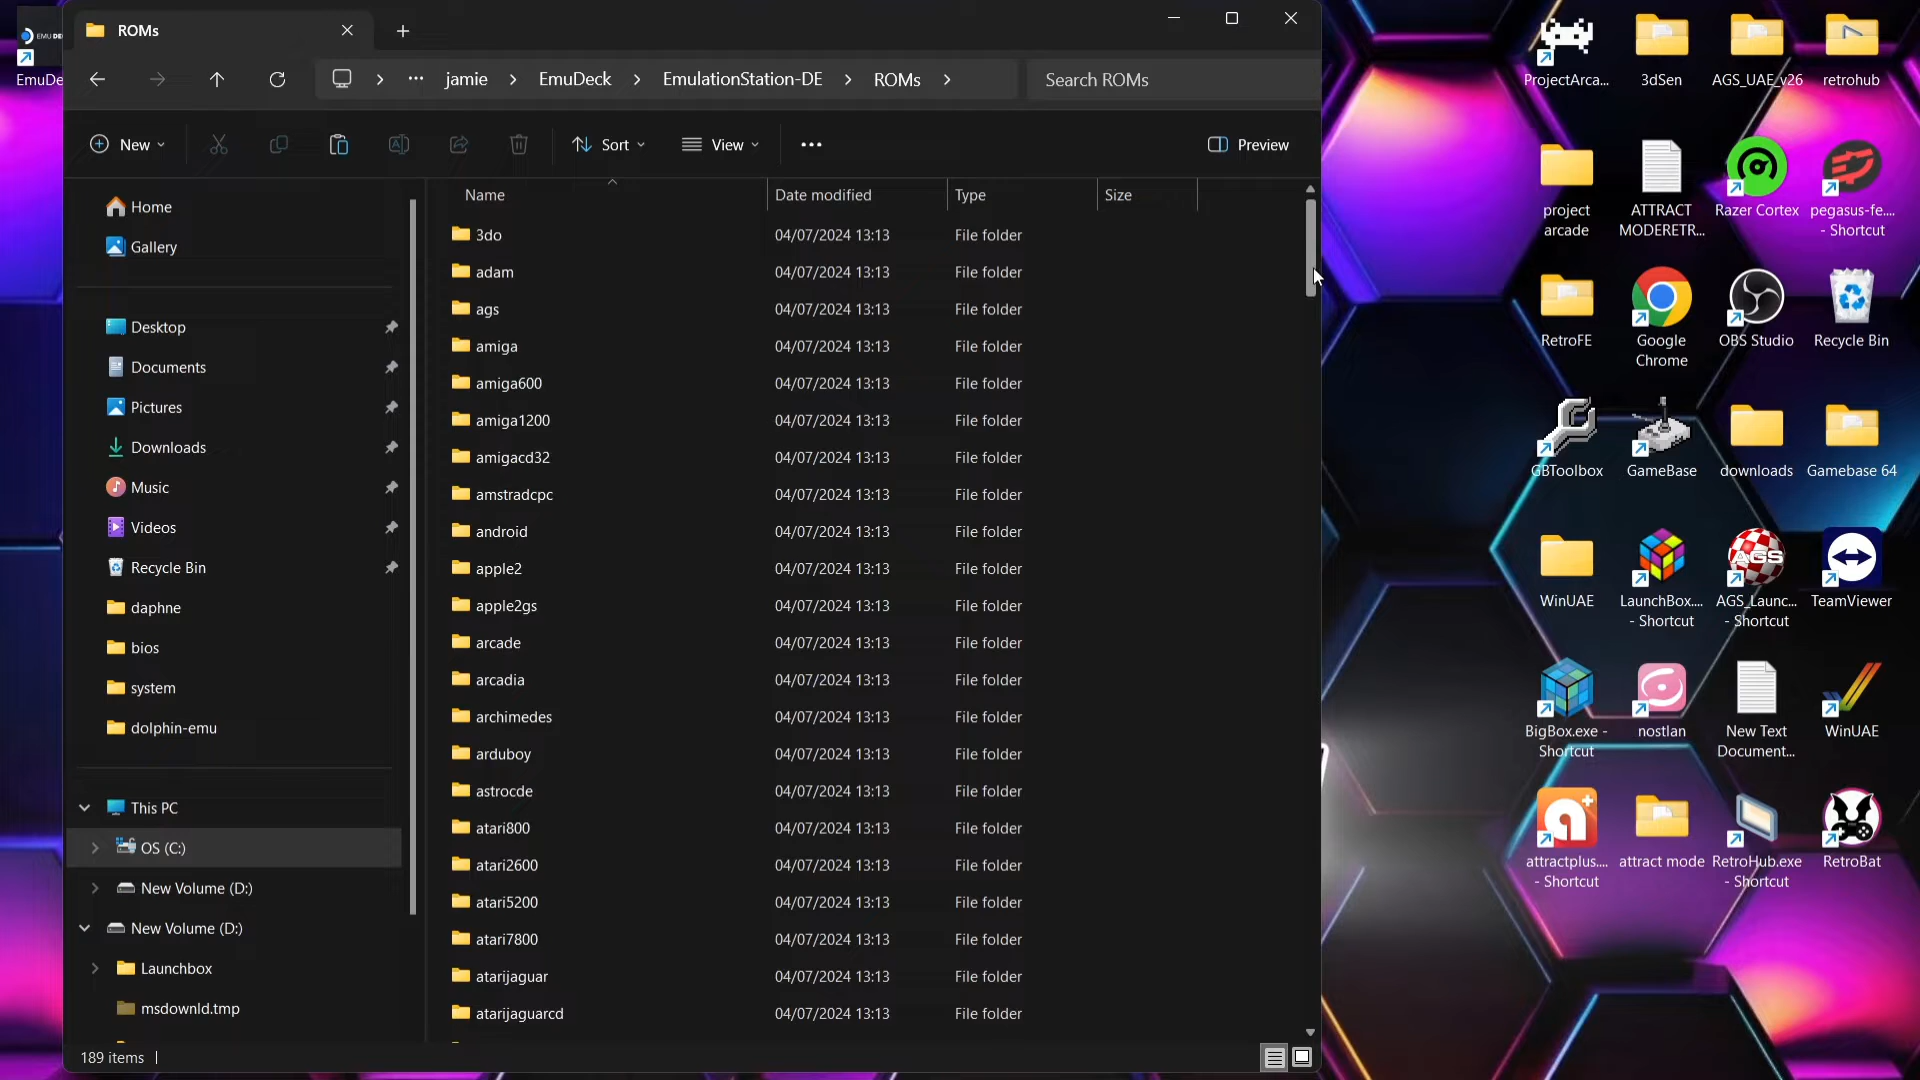 EMU DE
EmuDe
ROMs
jamie
EmuDeck
EmulationStation-DE
ROMs
Search ROMs
New
Sort
View
Preview
Home
Gallery
Desktop
Documents
Pictures
Downloads
Music
Videos
Recycle Bin
daphne
bios
system
dolphin-emu
This PC
OS (C:)
New Volume (D:)
New Volume (D:)
Launchbox
msdownld.tmp
Name Date modified Type Size
3do 04/07/2024 13:13 File folder
adam 04/07/2024 13:13 File folder
ags 04/07/2024 13:13 File folder
amiga 04/07/2024 13:13 File folder
amiga600 04/07/2024 13:13 File folder
amiga1200 04/07/2024 13:13 File folder
amigacd32 04/07/2024 13:13 File folder
amstradcpc 04/07/2024 13:13 File folder
android 04/07/2024 13:13 File folder
apple2 04/07/2024 13:13 File folder
apple2gs 04/07/2024 13:13 File folder
arcade 04/07/2024 13:13 File folder
arcadia 04/07/2024 13:13 File folder
archimedes 04/07/2024 13:13 File folder
arduboy 04/07/2024 13:13 File folder
astrocde 04/07/2024 13:13 File folder
atari800 04/07/2024 13:13 File folder
atari2600 04/07/2024 13:13 File folder
atari5200 04/07/2024 13:13 File folder
atari7800 04/07/2024 13:13 File folder
atarijaguar 04/07/2024 13:13 File folder
atarijaguarcd 04/07/2024 13:13 File folder
189 items
ProjectArca...
3dSen
AGS_UAE_v26
retrohub
project
arcade
ATTRACT
MODERETR...
Razer Cortex
pegasus-fe....
- Shortcut
RetroFE
Google
Chrome
OBS Studio
Recycle Bin
GBToolbox
GameBase
downloads
Gamebase 64
WinUAE
LaunchBox....
- Shortcut
AGS
AGS_Launc...
- Shortcut
TeamViewer
BigBox.exe -
Shortcut
nostlan
New Text
Document...
WinUAE
attractplus....
- Shortcut
attract mode
RetroHub.exe
- Shortcut
RetroBat